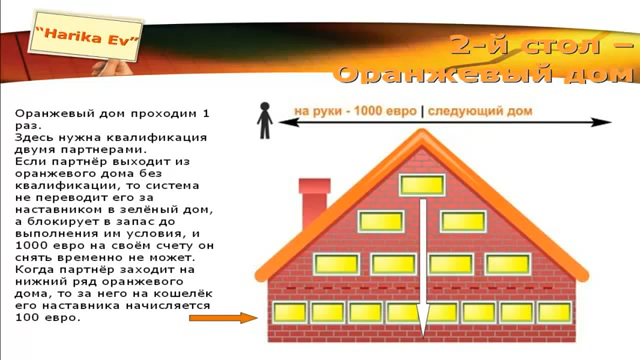 “Harika Ev”
2-й стол –
Оранжевый дом
Оранжевый дом проходим 1
раз.
Здесь нужна квалификация
двумя партнерами.
Если партнёр выходит из
оранжевого дома без
квалификации, то система
не переводит его за
наставником в зелёный дом,
а блокирует в запас до
выполнения им условия, и
1000 евро на своём счету он
снять временно не может.
Когда партнёр заходит на
нижний ряд оранжевого
дома, то за него на кошелёк
его наставника начисляется
100 евро.
на руки - 1000 евро | следующий дом